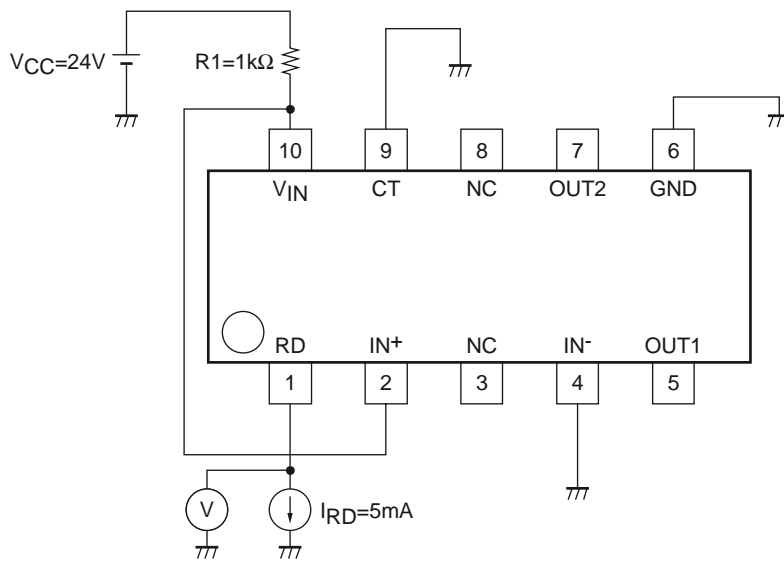 VCC=24V
R1=1kΩ
10 9 8 7 6
VIN CT NC OUT2 GND
RD IN+ NC IN- OUT1
1 2 3 4 5
V
IRD=5mA